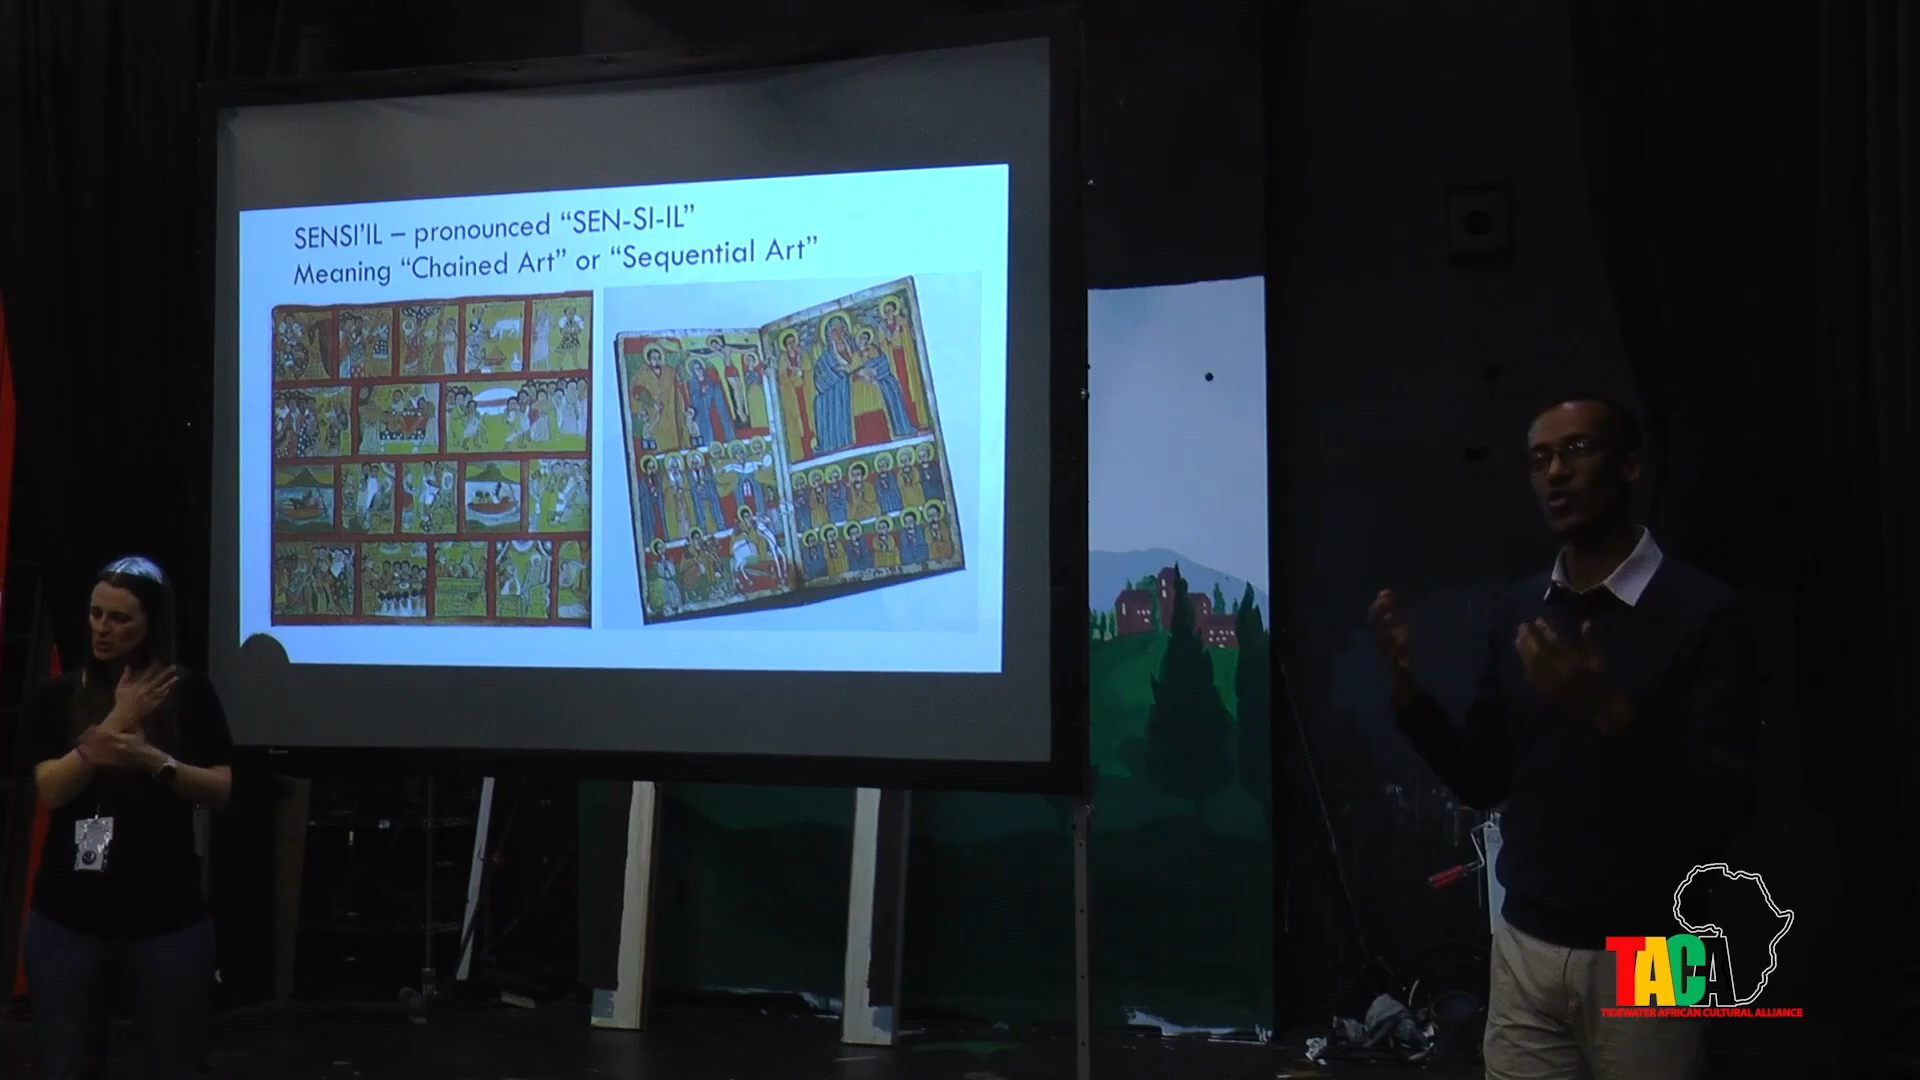 SENSI’IL – pronounced “SEN-SI-IL”
Meaning “Chained Art” or “Sequential Art”
TACA
TIDEWATER AFRICAN CULTURAL ALLIANCE